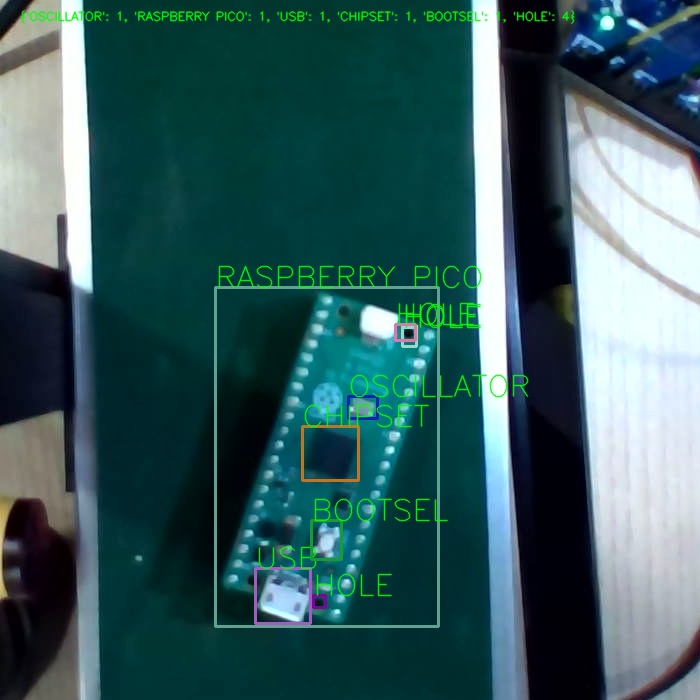 {'OSCILLATOR': 1, 'RASPBERRY PICO': 1, 'USB': 1, 'CHIPSET': 1, 'BOOTSEL': 1, 'HOLE': 4}
RASPBERRY PICO
HOLE
HOLE
OSCILLATOR
CHIPSET
BOOTSEL
USB
HOLE